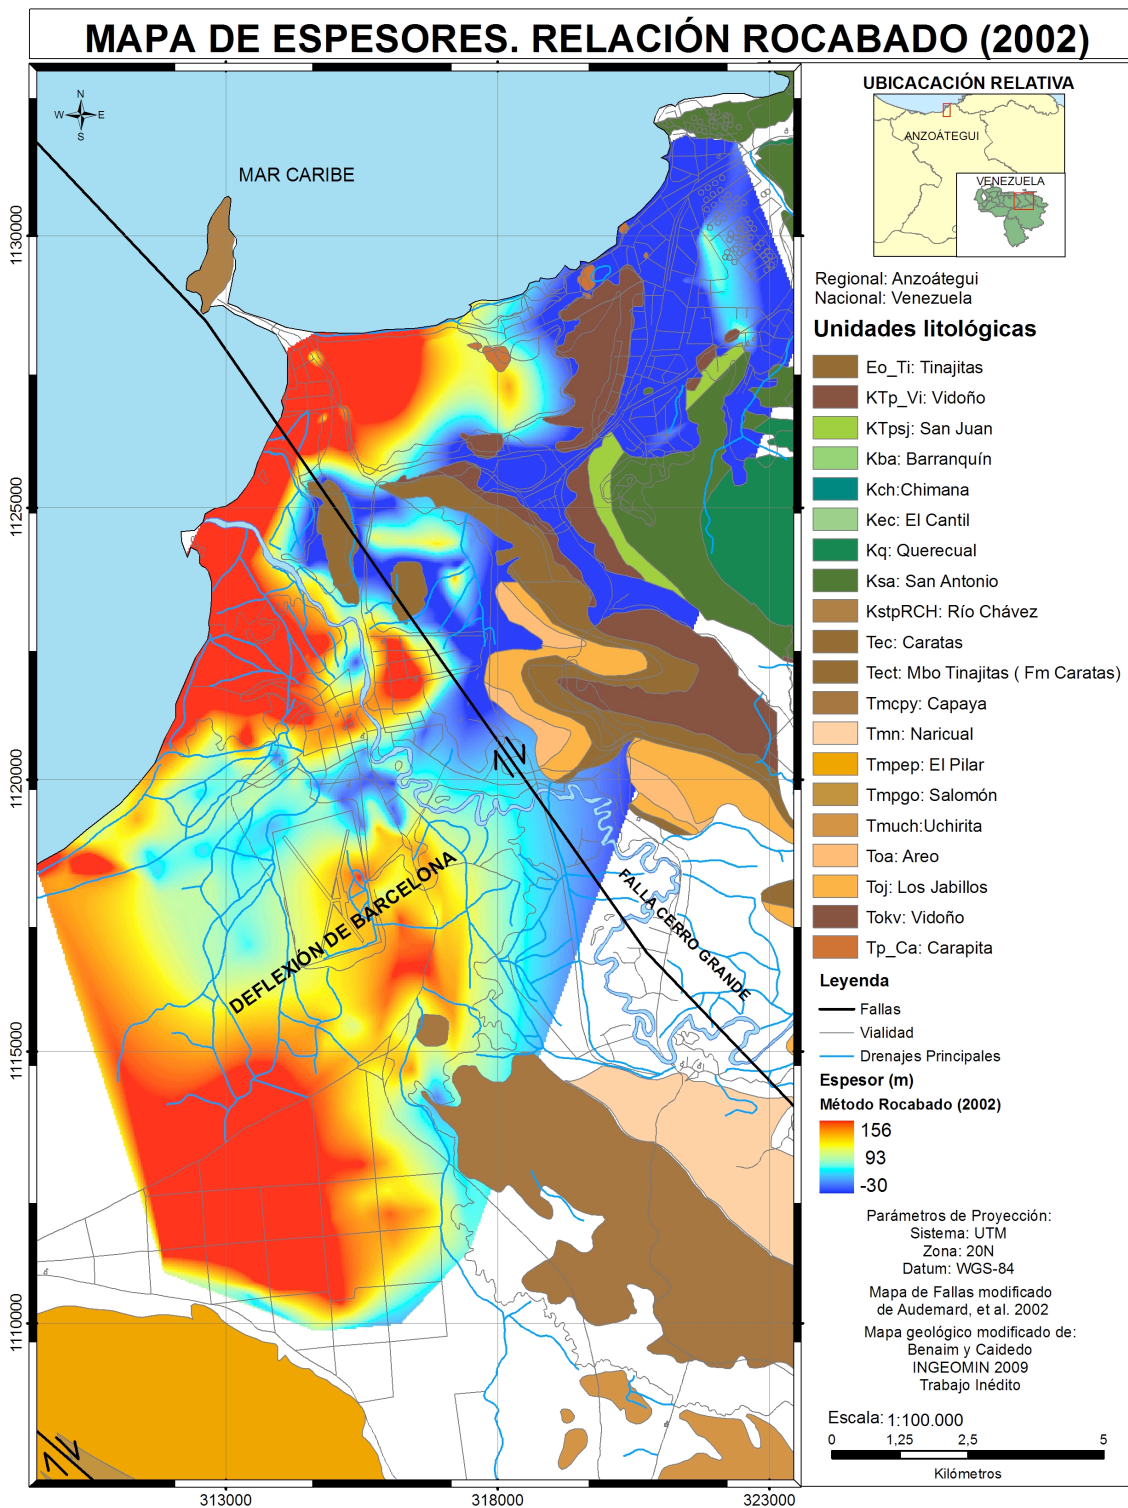 MAPA DE ESPESORES. RELACIÓN ROCABADO (2002)
N
W E
S
MAR CARIBE
DEFLEXIÓN DE BARCELONA
FALLA CERRO GRANDE
1130000
1125000
1120000
1115000
1110000
313000
318000
323000
UBICACACIÓN RELATIVA
ANZOÁTEGUI
VENEZUELA
Regional: Anzoátegui
Nacional: Venezuela
Unidades litológicas
Eo_Ti: Tinajitas
KTp_Vi: Vidoño
KTpsj: San Juan
Kba: Barranquín
Kch:Chimana
Kec: El Cantil
Kq: Querecual
Ksa: San Antonio
KstpRCH: Río Chávez
Tec: Caratas
Tect: Mbo Tinajitas ( Fm Caratas)
Tmcpy: Capaya
Tmn: Naricual
Tmpep: El Pilar
Tmpgo: Salomón
Tmuch:Uchirita
Toa: Areo
Toj: Los Jabillos
Tokv: Vidoño
Tp_Ca: Carapita
Leyenda
Fallas
Vialidad
Drenajes Principales
Espesor (m)
Método Rocabado (2002)
156
93
-30
Parámetros de Proyección:
Sistema: UTM
Zona: 20N
Datum: WGS-84
Mapa de Fallas modificado
de Audemard, et al. 2002
Mapa geológico modificado de:
Benaim y Caidedo
INGEOMIN 2009
Trabajo Inédito
Escala: 1:100.000
0 1,25 2,5 5
Kilómetros